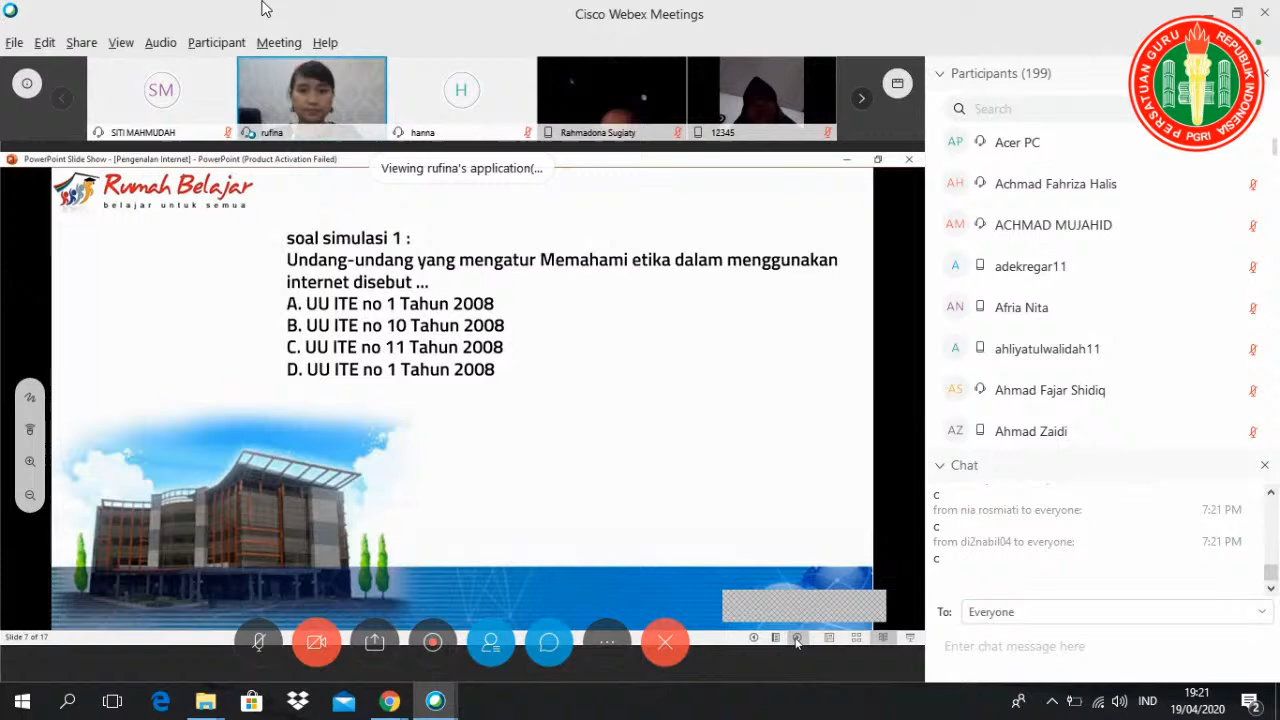 Cisco Webex Meetings
File Edit Share View Audio Participant Meeting Help
SM
H
SITI MAHMUDAH
rufina
hanna
Rahmadona Sugiaty
12345
PowerPoint Slide Show - [Pengenalan Internet] - PowerPoint (Product Activation Failed)
Viewing rufina's application(...
Rumah Belajar
belajar untuk semua
soal simulasi 1 :
Undang-undang yang mengatur Memahami etika dalam menggunakan
internet disebut ...
A. UU ITE no 1 Tahun 2008
B. UU ITE no 10 Tahun 2008
C. UU ITE no 11 Tahun 2008
D. UU ITE no 1 Tahun 2008
Slide 7 of 17
Participants (199)
Search
AP Acer PC
AH Achmad Fahriza Halis
AM ACHMAD MUJAHID
A adekregar11
AN Afria Nita
A ahliyatulwalidah11
AS Ahmad Fajar Shidiq
AZ Ahmad Zaidi
PERSATUAN GURU REPUBLIK INDONESIA
PGRI
Chat
c
from nia rosmiati to everyone: 7:21 PM
c
from di2nabil04 to everyone: 7:21 PM
c
To: Everyone
Enter chat message here
IND
19:21
19/04/2020
2